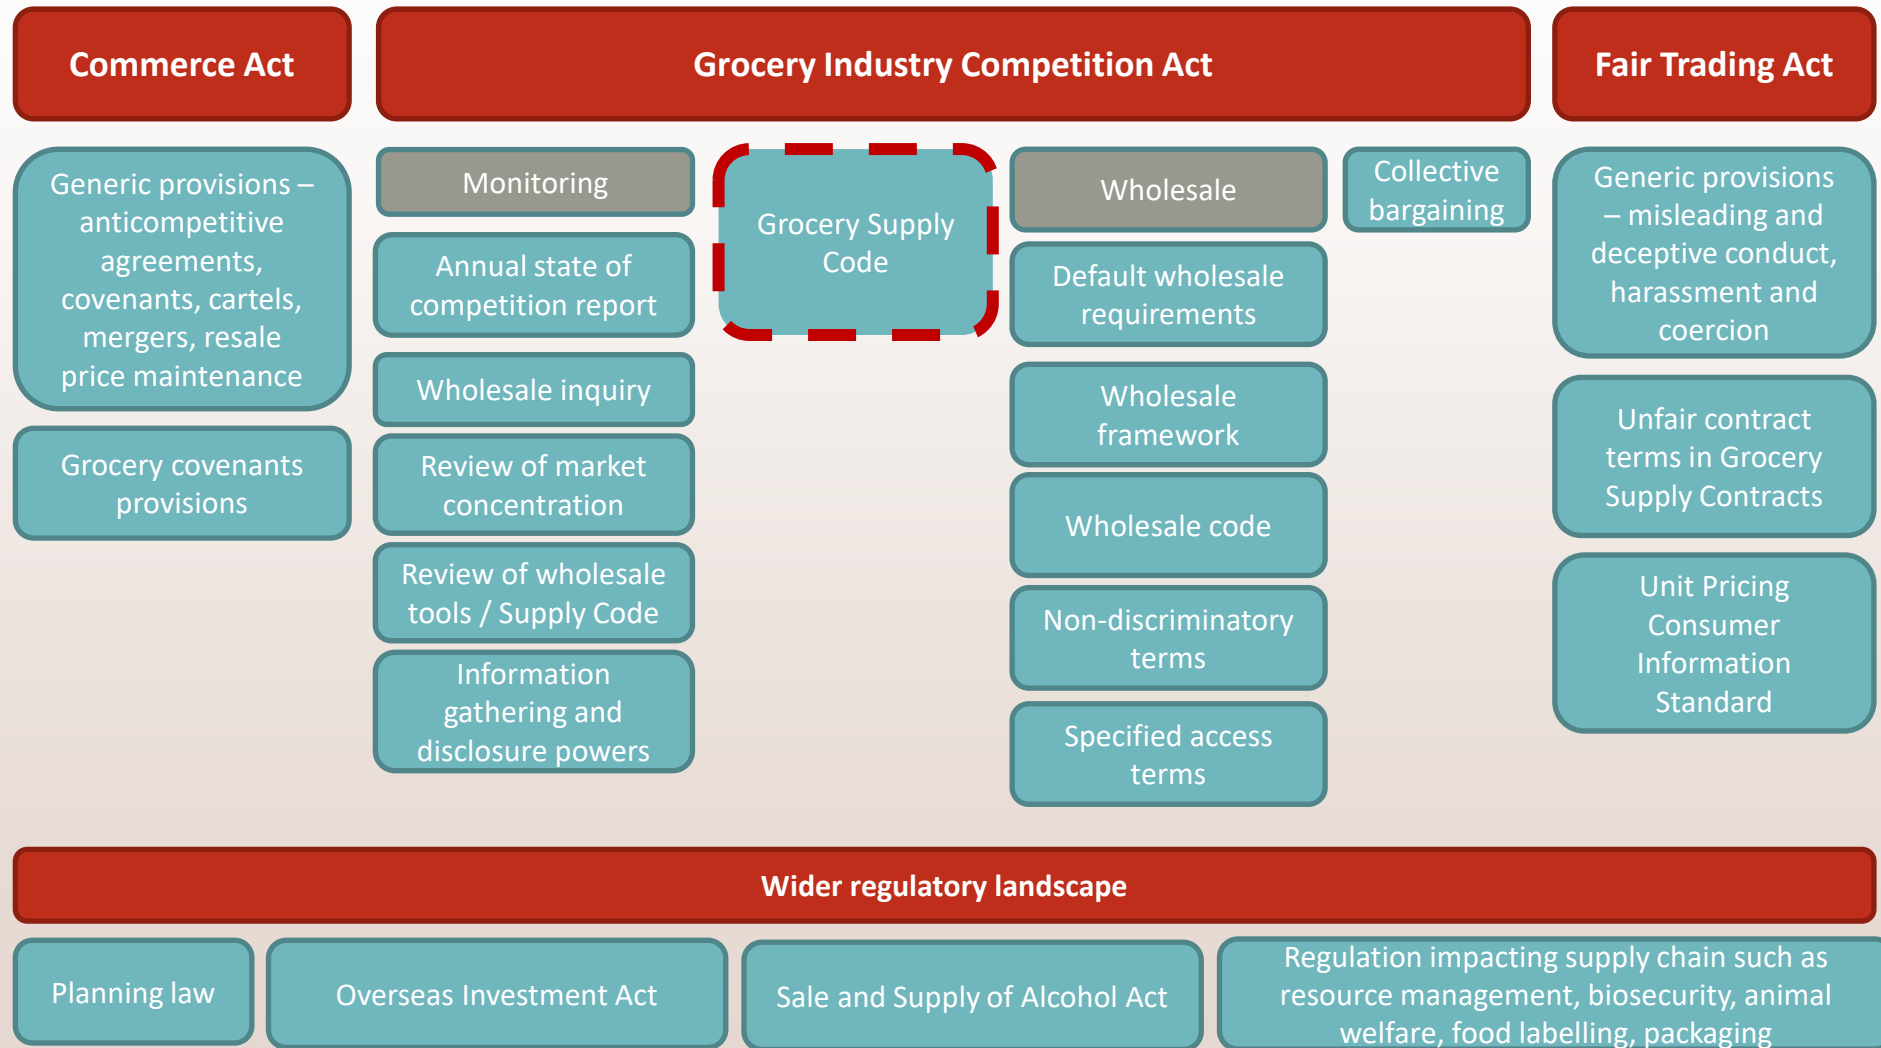 Commerce Act
Grocery Industry Competition Act
Fair Trading Act
Generic provisions –
anticompetitive
agreements,
covenants, cartels,
mergers, resale
price maintenance
Grocery covenants
provisions
Monitoring
Annual state of
competition report
Wholesale inquiry
Review of market
concentration
Review of wholesale
tools / Supply Code
Information
gathering and
disclosure powers
Grocery Supply
Code
Wholesale
Default wholesale
requirements
Wholesale
framework
Wholesale code
Non-discriminatory
terms
Specified access
terms
Collective
bargaining
Generic provisions
– misleading and
deceptive conduct,
harassment and
coercion
Unfair contract
terms in Grocery
Supply Contracts
Unit Pricing
Consumer
Information
Standard
Wider regulatory landscape
Planning law
Overseas Investment Act
Sale and Supply of Alcohol Act
Regulation impacting supply chain such as
resource management, biosecurity, animal
welfare, food labelling, packaging